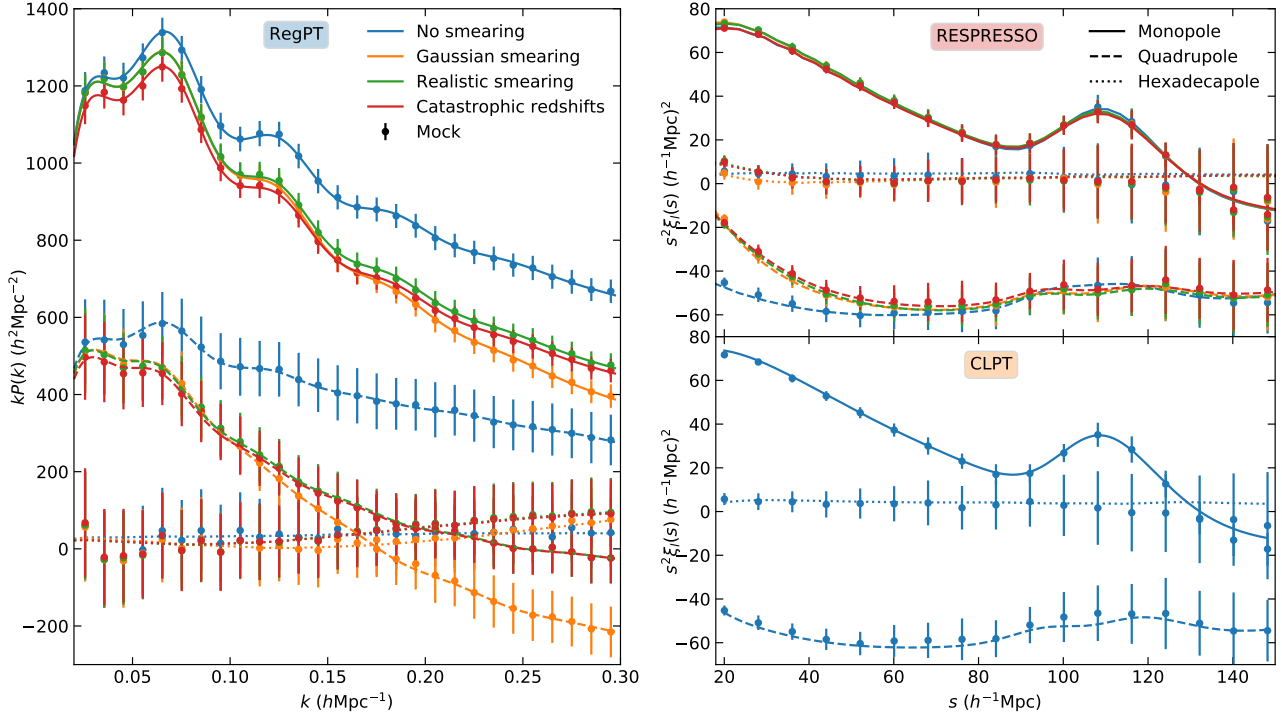 RegPT
No smearing
Gaussian smearing
Realistic smearing
Catastrophic redshifts
Mock
1400
1200
1000
800
600
400
200
0
−200
kPl(k) (h²Mpc⁻²)
0.05
0.10
0.15
0.20
0.25
0.30
k (hMpc⁻¹)
RESPRESSO
Monopole
Quadrupole
Hexadecapole
80
60
40
20
0
−20
−40
−60
80
s²ξl(s) (h⁻¹Mpc)²
CLPT
60
40
20
0
−20
−40
−60
s²ξl(s) (h⁻¹Mpc)²
20
40
60
80
100
120
140
s (h⁻¹Mpc)